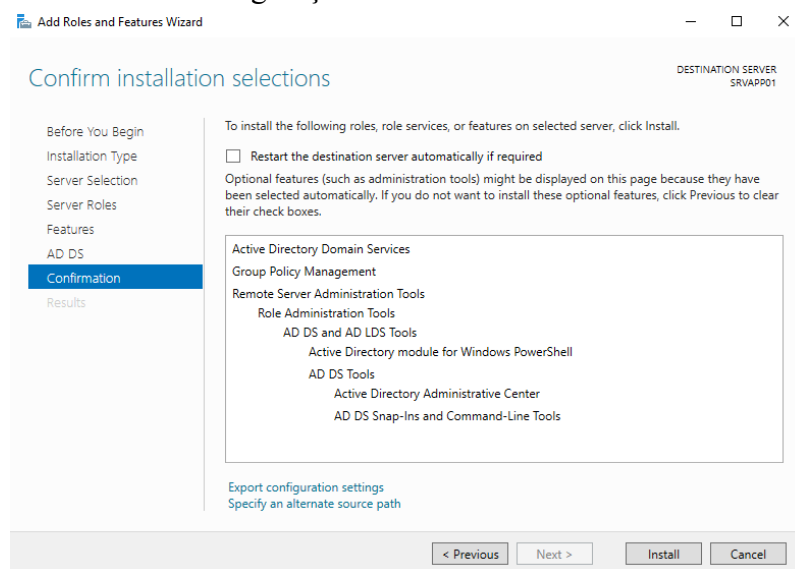 Add Roles and Features Wizard
Confirm installation selections
DESTINATION SERVER
SRVAPP01
Before You Begin
Installation Type
Server Selection
Server Roles
Features
AD DS
Confirmation
Results
To install the following roles, role services, or features on selected server, click Install.
Restart the destination server automatically if required
Optional features (such as administration tools) might be displayed on this page because they have
been selected automatically. If you do not want to install these optional features, click Previous to clear
their check boxes.
Active Directory Domain Services
Group Policy Management
Remote Server Administration Tools
Role Administration Tools
AD DS and AD LDS Tools
Active Directory module for Windows PowerShell
AD DS Tools
Active Directory Administrative Center
AD DS Snap-Ins and Command-Line Tools
Export configuration settings
Specify an alternate source path
< Previous
Next >
Install
Cancel